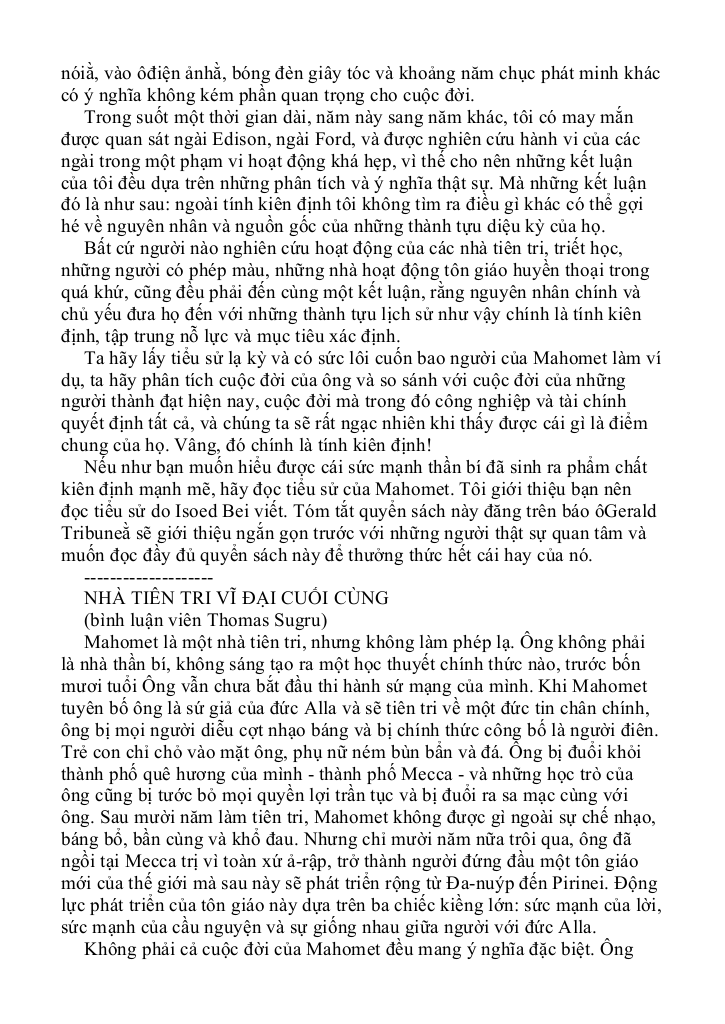 nóiằ, vào ôđiện ảnhằ, bóng đèn giây tóc và khoảng năm chục phát minh khác
có ý nghĩa không kém phần quan trọng cho cuộc đời.
Trong suốt một thời gian dài, năm này sang năm khác, tôi có may mắn
được quan sát ngài Edison, ngài Ford, và được nghiên cứu hành vi của các
ngài trong một phạm vi hoạt động khá hẹp, vì thế cho nên những kết luận
của tôi đều dựa trên những phân tích và ý nghĩa thật sự. Mà những kết luận
đó là như sau: ngoài tính kiên định tôi không tìm ra điều gì khác có thể gợi
hé về nguyên nhân và nguồn gốc của những thành tựu diệu kỳ của họ.
Bất cứ người nào nghiên cứu hoạt động của các nhà tiên tri, triết học,
những người có phép màu, những nhà hoạt động tôn giáo huyền thoại trong
quá khứ, cũng đều phải đến cùng một kết luận, rằng nguyên nhân chính và
chủ yếu đưa họ đến với những thành tựu lịch sử như vậy chính là tính kiên
định, tập trung nỗ lực và mục tiêu xác định.
Ta hãy lấy tiểu sử lạ kỳ và có sức lôi cuốn bao người của Mahomet làm ví
dụ, ta hãy phân tích cuộc đời của ông và so sánh với cuộc đời của những
người thành đạt hiện nay, cuộc đời mà trong đó công nghiệp và tài chính
quyết định tất cả, và chúng ta sẽ rất ngạc nhiên khi thấy được cái gì là điểm
chung của họ. Vâng, đó chính là tính kiên định!
Nếu như bạn muốn hiểu được cái sức mạnh thần bí đã sinh ra phẩm chất
kiên định mạnh mẽ, hãy đọc tiểu sử của Mahomet. Tôi giới thiệu bạn nên
đọc tiểu sử do Isoed Bei viết. Tóm tắt quyển sách này đăng trên báo ôGerald
Tribuneằ sẽ giới thiệu ngắn gọn trước với những người thật sự quan tâm và
muốn đọc đầy đủ quyển sách này để thưởng thức hết cái hay của nó.
--------------------
NHÀ TIÊN TRI VĨ ĐẠI CUỐI CÙNG
(bình luận viên Thomas Sugru)
Mahomet là một nhà tiên tri, nhưng không làm phép lạ. Ông không phải
là nhà thần bí, không sáng tạo ra một học thuyết chính thức nào, trước bốn
mươi tuổi Ông vẫn chưa bắt đầu thi hành sứ mạng của mình. Khi Mahomet
tuyên bố ông là sứ giả của đức Alla và sẽ tiên tri về một đức tin chân chính,
ông bị mọi người diễu cợt nhạo báng và bị chính thức công bố là người điên.
Trẻ con chỉ chỏ vào mặt ông, phụ nữ ném bùn bẩn và đá. Ông bị đuổi khỏi
thành phố quê hương của mình - thành phố Mecca - và những học trò của
ông cũng bị tước bỏ mọi quyền lợi trần tục và bị đuổi ra sa mạc cùng với
ông. Sau mười năm làm tiên tri, Mahomet không được gì ngoài sự chế nhạo,
báng bổ, bần cùng và khổ đau. Nhưng chỉ mười năm nữa trôi qua, ông đã
ngồi tại Mecca trị vì toàn xứ ả-rập, trở thành người đứng đầu một tôn giáo
mới của thế giới mà sau này sẽ phát triển rộng từ Đa-nuýp đến Pirinei. Động
lực phát triển của tôn giáo này dựa trên ba chiếc kiềng lớn: sức mạnh của lời,
sức mạnh của cầu nguyện và sự giống nhau giữa người với đức Alla.
Không phải cả cuộc đời của Mahomet đều mang ý nghĩa đặc biệt. Ông